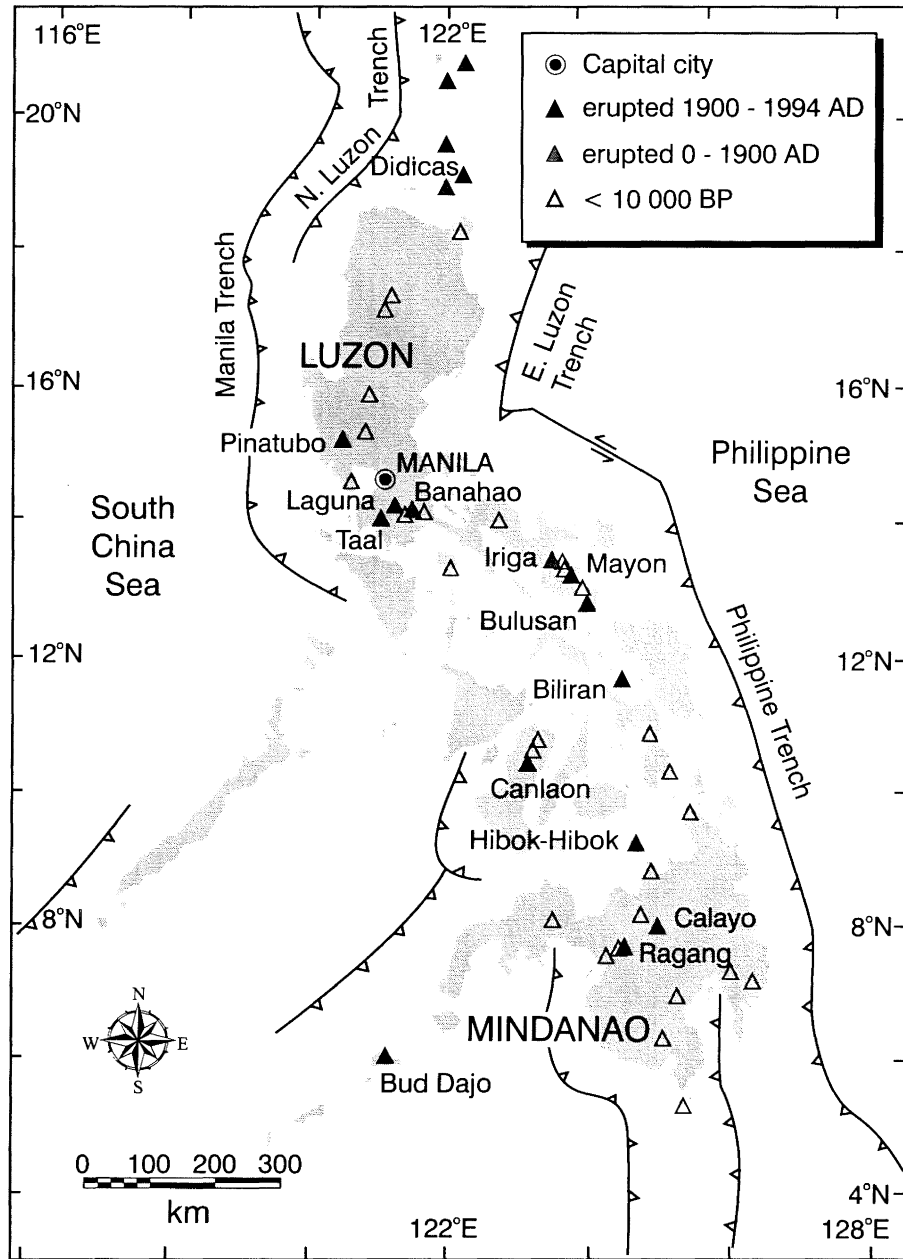 116°E
122°E
Capital city
erupted 1900 - 1994 AD
erupted 0 - 1900 AD
< 10 000 BP
20°N
Trench
N. Luzon
Didicas
Manila Trench
LUZON
E. Luzon
Trench
16°N
16°N
Pinatubo
MANILA
Philippine
Sea
Laguna
Banahao
South
China
Sea
Taal
Iriga
Mayon
Bulusan
12°N
12°N
Philippine Trench
Biliran
Canlaon
Hibok-Hibok
8°N
Calayo
8°N
Ragang
N
W
E
S
MINDANAO
Bud Dajo
0 100 200 300
km
4°N
122°E
128°E